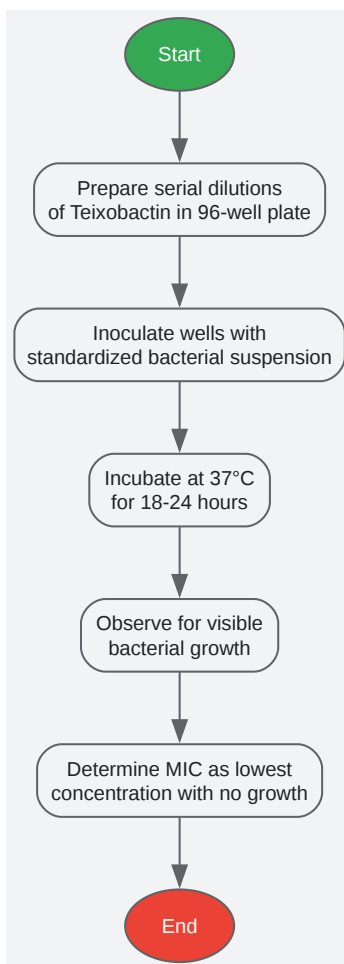 Start
Prepare serial dilutions
of Teixobactin in 96-well plate
Inoculate wells with
standardized bacterial suspension
Incubate at 37°C
for 18-24 hours
Observe for visible
bacterial growth
Determine MIC as lowest
concentration with no growth
End